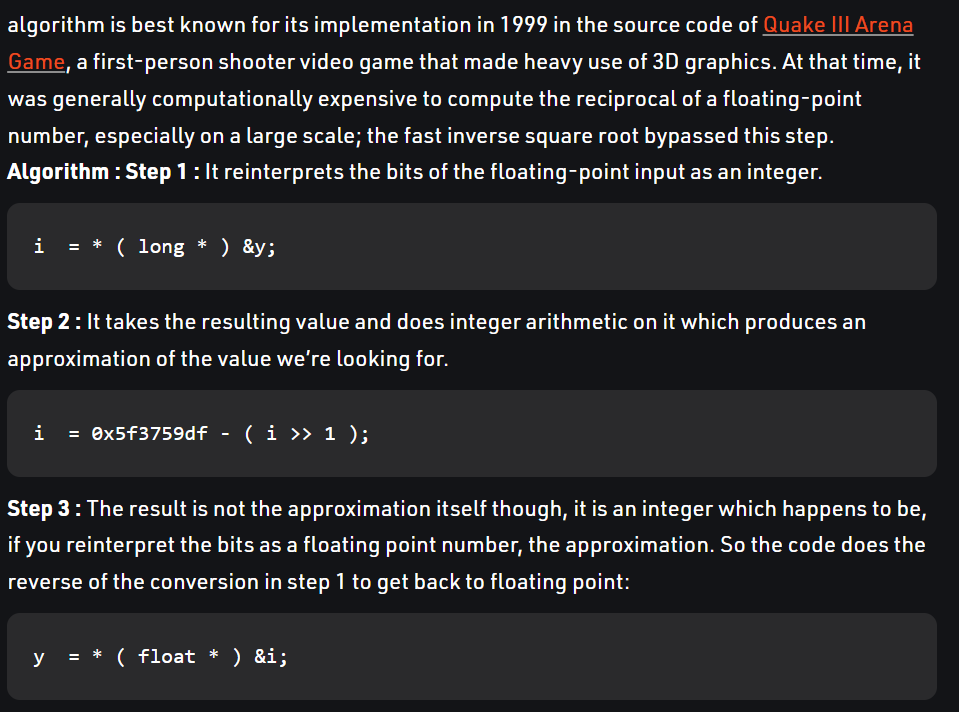 algorithm is best known for its implementation in 1999 in the source code of Quake III Arena
Game, a first-person shooter video game that made heavy use of 3D graphics. At that time, it
was generally computationally expensive to compute the reciprocal of a floating-point
number, especially on a large scale; the fast inverse square root bypassed this step.
Algorithm : Step 1 : It reinterprets the bits of the floating-point input as an integer.
i  = * ( long * ) &y;
Step 2 : It takes the resulting value and does integer arithmetic on it which produces an
approximation of the value we’re looking for.
i  = 0x5f3759df - ( i >> 1 );
Step 3 : The result is not the approximation itself though, it is an integer which happens to be,
if you reinterpret the bits as a floating point number, the approximation. So the code does the
reverse of the conversion in step 1 to get back to floating point:
y  = * ( float * ) &i;